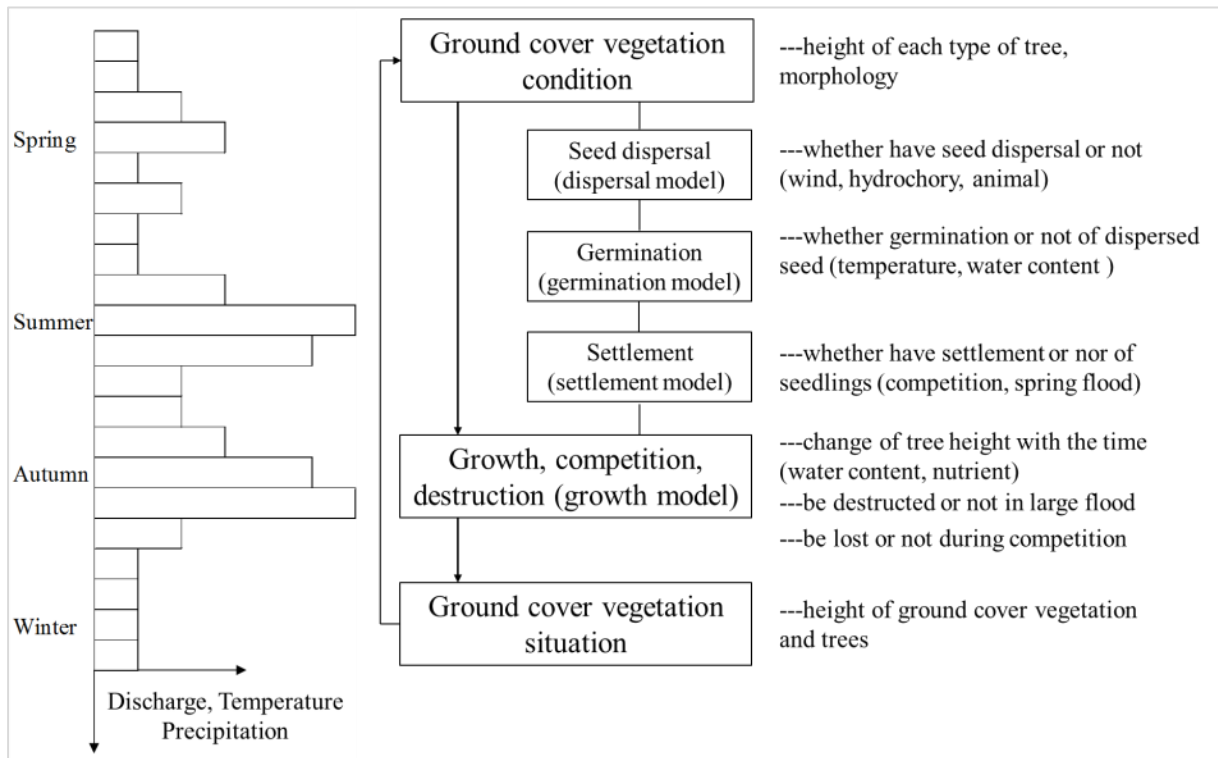 Spring
Summer
Autumn
Winter
Discharge, Temperature
Precipitation
Ground cover vegetation
condition
Seed dispersal
(dispersal model)
Germination
(germination model)
Settlement
(settlement model)
Growth, competition,
destruction (growth model)
Ground cover vegetation
situation
---height of each type of tree,
morphology
---whether have seed dispersal or not
(wind, hydrochory, animal)
---whether germination or not of dispersed
seed (temperature, water content )
---whether have settlement or nor of
seedlings (competition, spring flood)
---change of tree height with the time
(water content, nutrient)
---be destructed or not in large flood
---be lost or not during competition
---height of ground cover vegetation
and trees